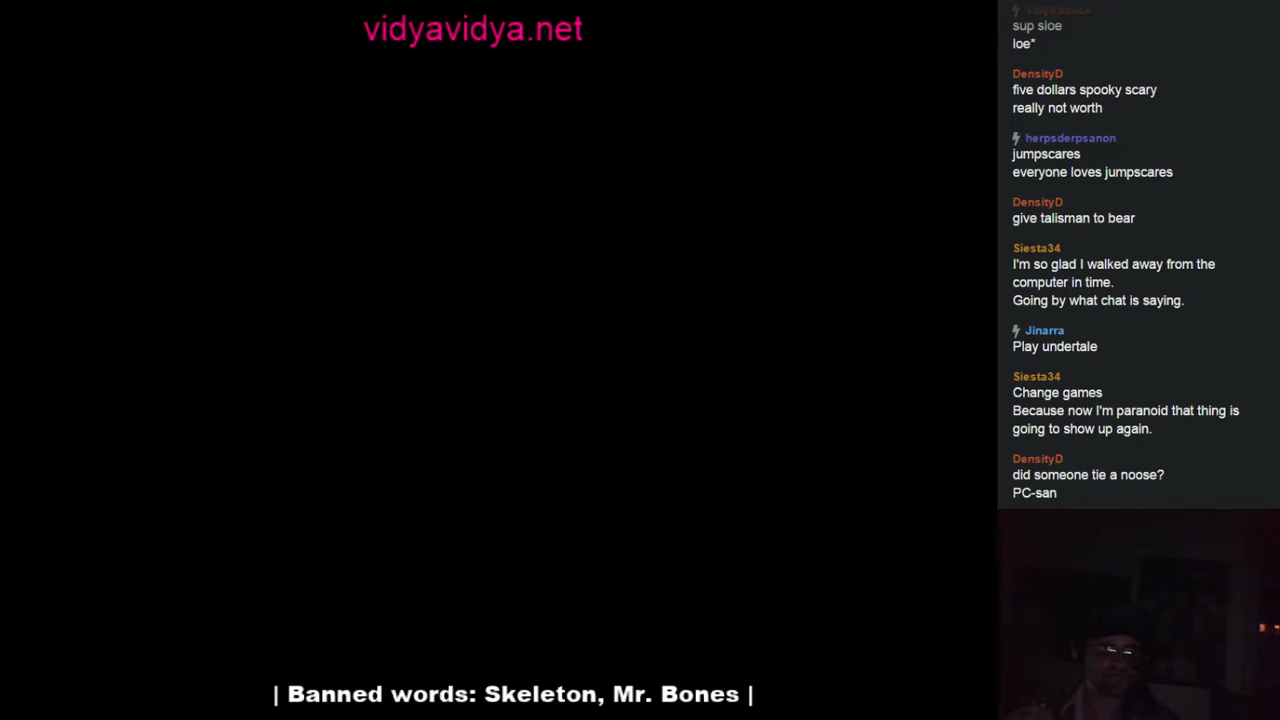 vidyavidya.net
Vidyasauce
sup sloe
loe*
DensityD
five dollars spooky scary
really not worth
herpsderpsanon
jumpscares
everyone loves jumpscares
DensityD
give talisman to bear
Siesta34
I'm so glad I walked away from the
computer in time.
Going by what chat is saying.
Jinarra
Play undertale
Siesta34
Change games
Because now I'm paranoid that thing is
going to show up again.
DensityD
did someone tie a noose?
PC-san
| Banned words: Skeleton, Mr. Bones |